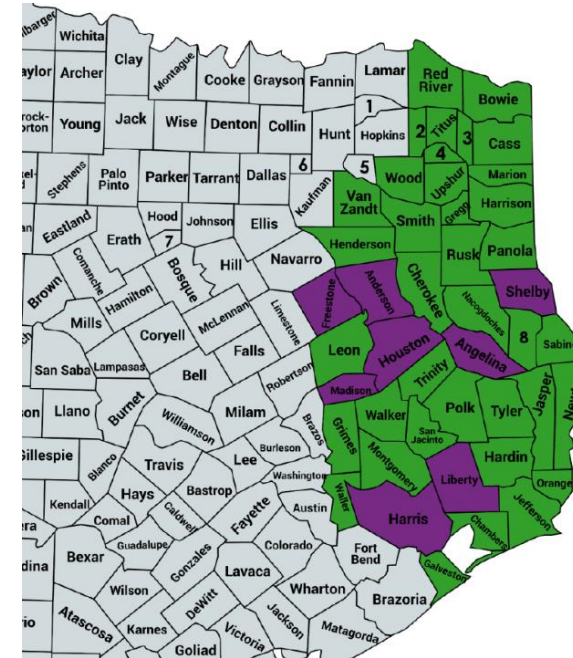 Wichita
Clay
Montague
Cooke
Grayson
Fannin
Lamar
Red
River
Bowie
Archer
1
Young
Jack
Wise
Denton
Collin
Hunt
Hopkins
2
Titus
3
Cass
4
Stephens
Palo
Pinto
Parker
Tarrant
Dallas
6
Kaufman
5
Wood
Upshur
Marion
Gregg
Harrison
Van
Zandt
Smith
Eastland
Erath
Hood
7
Johnson
Ellis
Henderson
Rusk
Panola
Comanche
Brown
Hamilton
Bosque
Hill
Navarro
Freestone
Anderson
Cherokee
Nacogdoches
Shelby
Mills
McLennan
Limestone
Coryell
Falls
Leon
Houston
Angelina
8
San Saba
Lampasas
Bell
Robertson
Madison
Trinity
Llano
Burnet
Williamson
Milam
Brazos
Grimes
Walker
San
Jacinto
Polk
Tyler
Jasper
Blanco
Travis
Lee
Burleson
Washington
Montgomery
Hardin
Liberty
Orange
Kendall
Hays
Bastrop
Waller
Jefferson
Comal
Caldwell
Fayette
Austin
Harris
Chambers
Bexar
Guadalupe
Gonzales
Colorado
Fort
Bend
Galveston
Wilson
Lavaca
Wharton
Brazoria
Atascosa
Karnes
DeWitt
Jackson
Matagorda
Goliad
Victoria